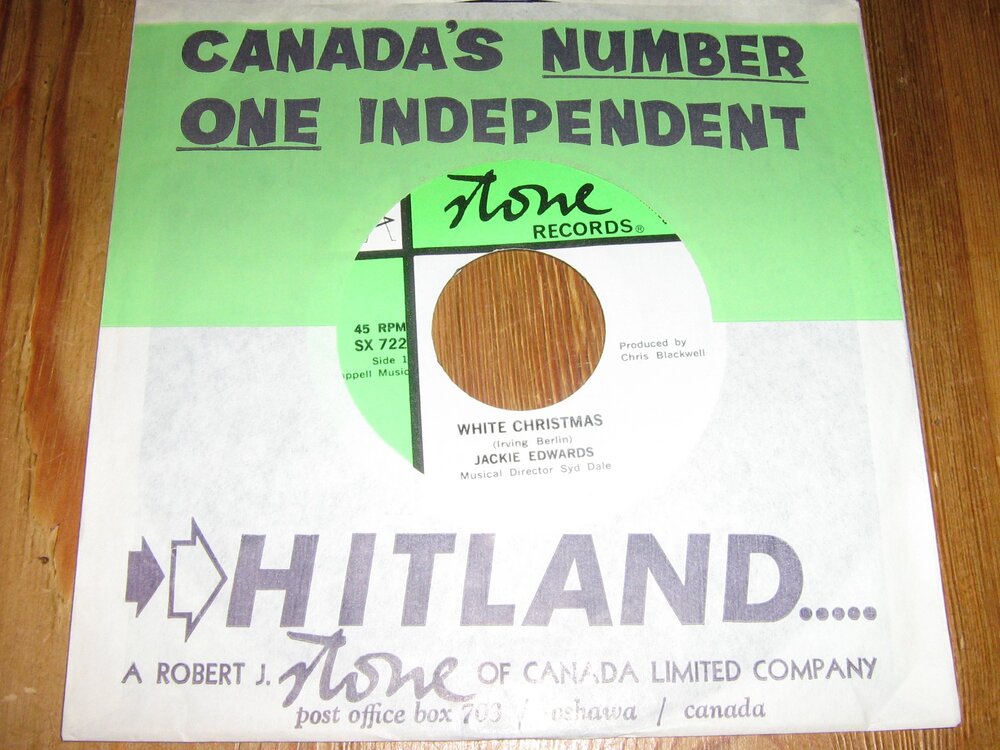 CANADA'S NUMBER
ONE INDEPENDENT
stone
RECORDS®
45 RPM
SX 722
Side 1
Music
Produced by
Chris Blackwell
WHITE CHRISTMAS
(Irving Berlin)
JACKIE EDWARDS
Musical Director Syd Dale
HITLAND.....
A ROBERT J. stone OF CANADA LIMITED COMPANY
post office box 703 / oshawa / canada